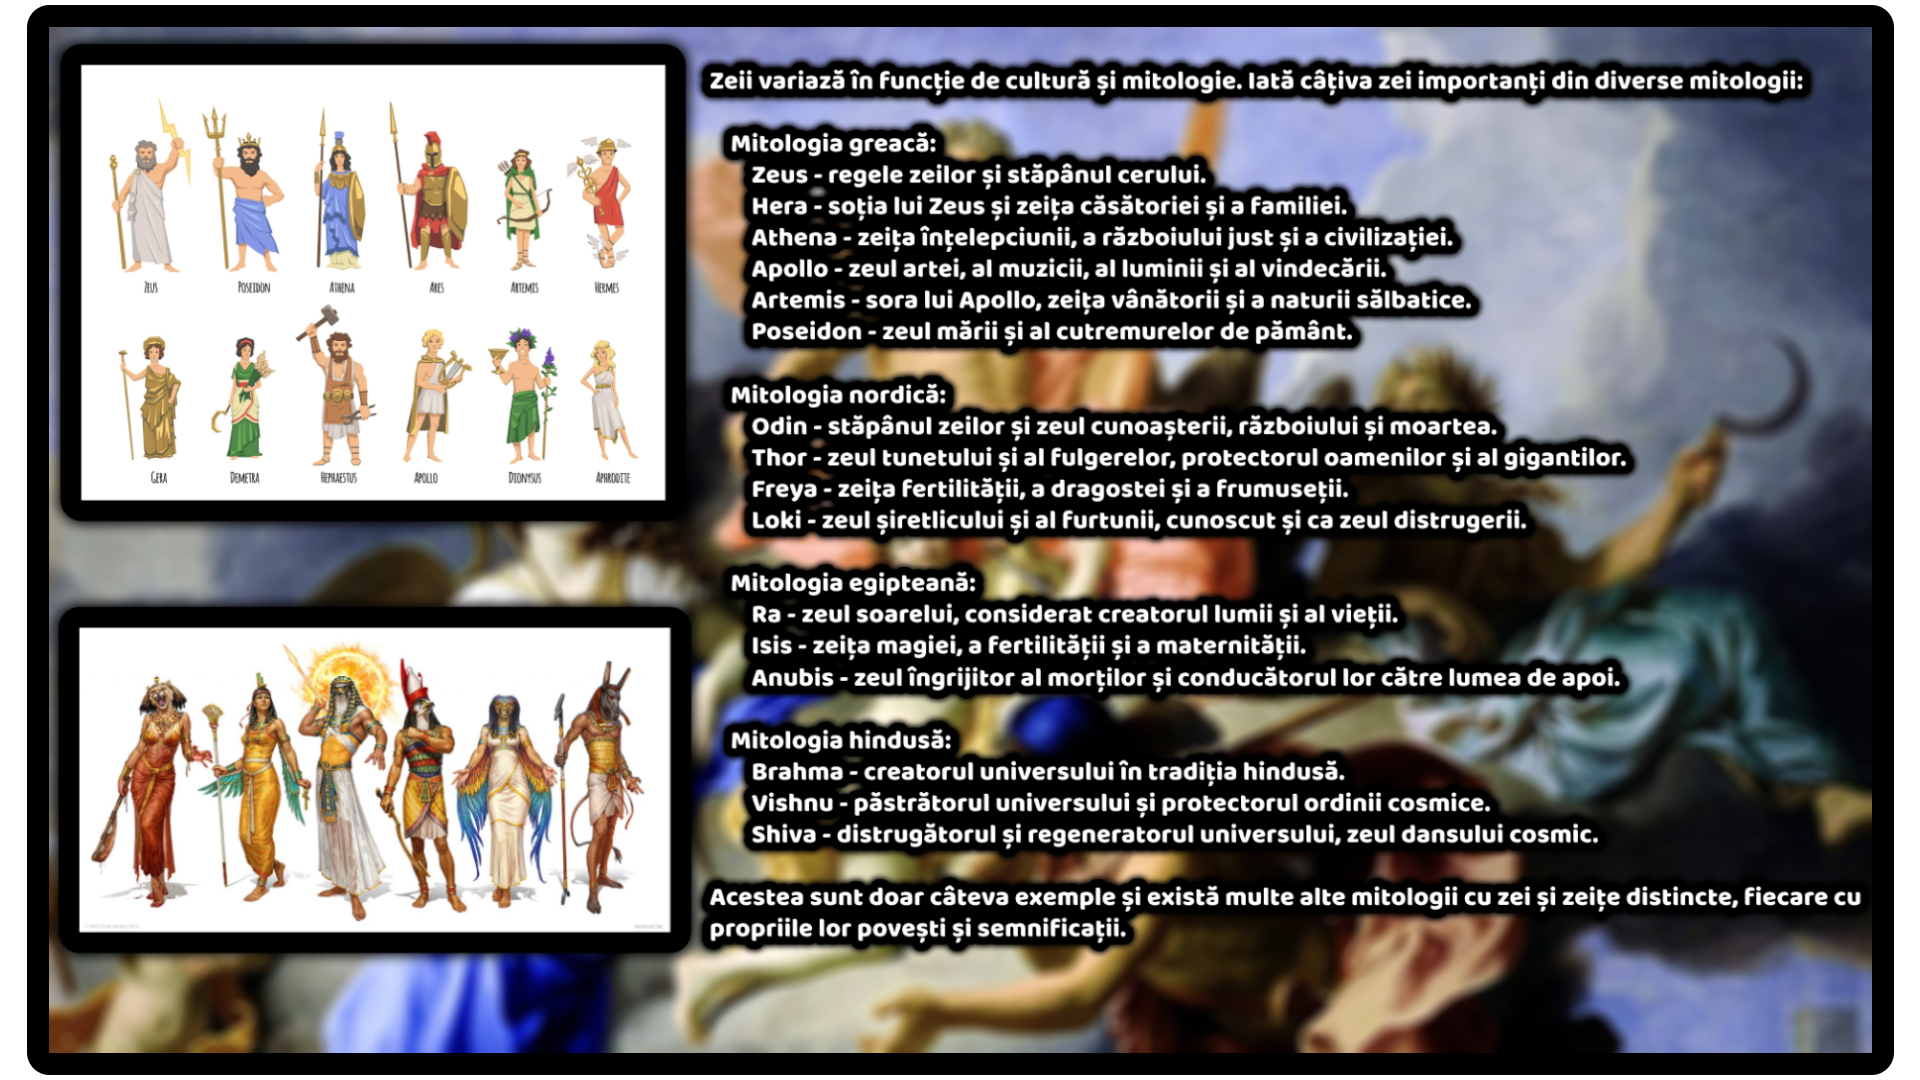 ZEUS
POSEIDON
ATHENA
ARES
ARTEMIS
HERMES
GERA
DEMETRA
HEPHAESTUS
APOLLO
DIONYSUS
APHRODITE
Zeii variază în funcție de cultură și mitologie. Iată câțiva zei importanți din diverse mitologii:
Mitologia greacă:
Zeus - regele zeilor și stăpânul cerului.
Hera - soția lui Zeus și zeița căsătoriei și a familiei.
Athena - zeița înțelepciunii, a războiului just și a civilizației.
Apollo - zeul artei, al muzicii, al luminii și al vindecării.
Artemis - sora lui Apollo, zeița vânătorii și a naturii sălbatice.
Poseidon - zeul mării și al cutremurelor de pământ.
Mitologia nordică:
Odin - stăpânul zeilor și zeul cunoașterii, războiului și moartea.
Thor - zeul tunetului și al fulgerelor, protectorul oamenilor și al gigantilor.
Freya - zeița fertilității, a dragostei și a frumuseții.
Loki - zeul șiretlicului și al furtunii, cunoscut și ca zeul distrugerii.
Mitologia egipteană:
Ra - zeul soarelui, considerat creatorul lumii și al vieții.
Isis - zeița magiei, a fertilității și a maternității.
Anubis - zeul îngrijitor al morților și conducătorul lor către lumea de apoi.
Mitologia hindusă:
Brahma - creatorul universului în tradiția hindusă.
Vishnu - păstrătorul universului și protectorul ordinii cosmice.
Shiva - distrugătorul și regeneratorul universului, zeul dansului cosmic.
Acestea sunt doar câteva exemple și există multe alte mitologii cu zei și zeițe distincte, fiecare cu
propriile lor povești și semnificații.